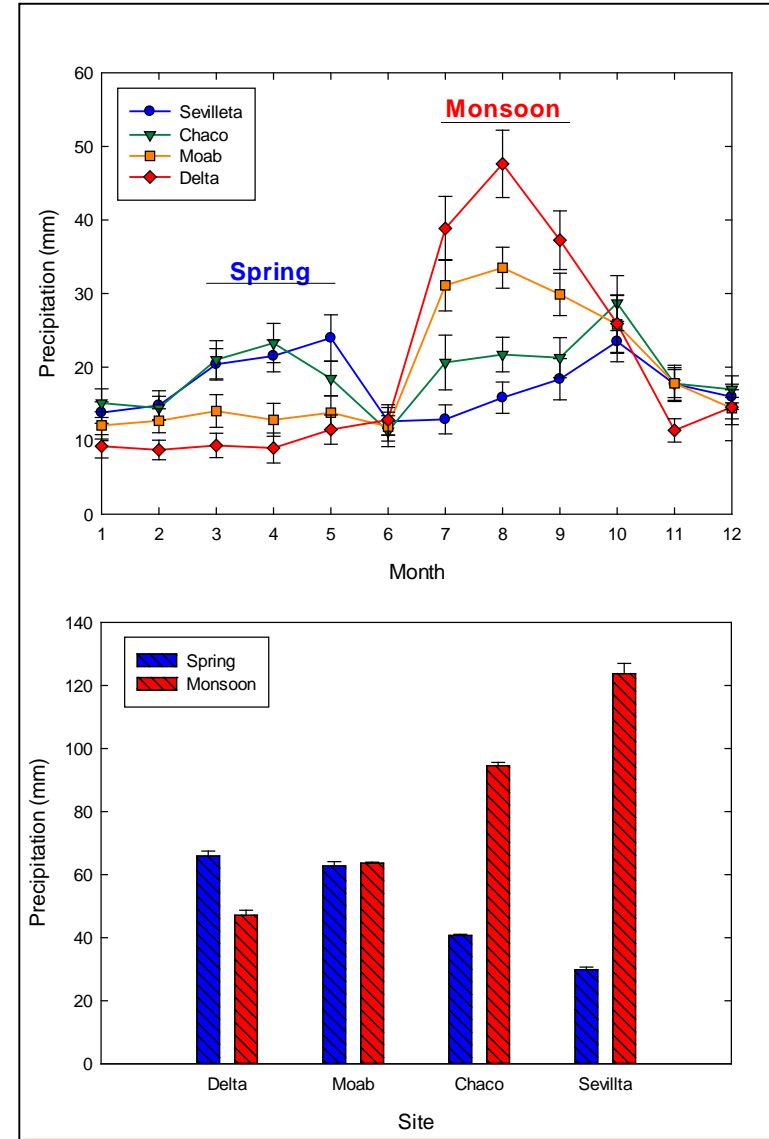 60
50
40
30
20
10
0
Precipitation (mm)
Sevilleta
Chaco
Moab
Delta
Spring
Monsoon
1 2 3 4 5 6 7 8 9 10 11 12
Month
140
120
100
80
60
40
20
0
Precipitation (mm)
Spring
Monsoon
Delta Moab Chaco Sevillta
Site